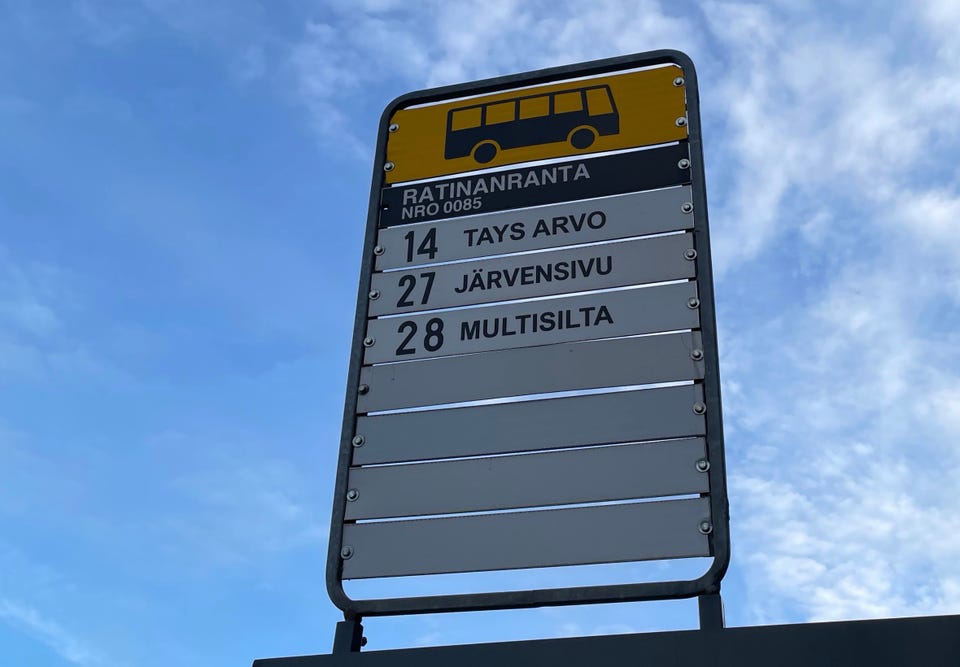 RATINANRANTA
NRO 0085
14 TAYS ARVO
27 JÄRVENSIVU
28 MULTISILTA